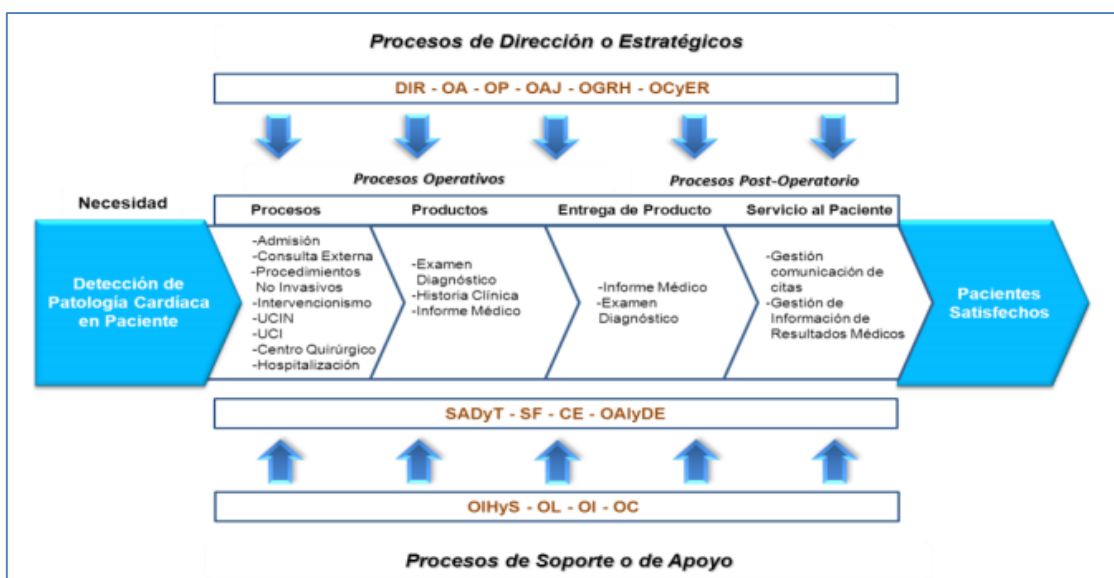 Procesos de Dirección o Estratégicos
DIR - OA - OP - OAJ - OGRH - OCyER
Procesos Operativos
Procesos Post-Operatorio
Necesidad
Procesos
Productos
Entrega de Producto
Servicio al Paciente
Detección de
Patología Cardíaca
en Paciente
-Admisión
-Consulta Externa
-Procedimientos
No Invasivos
-Intervencionismo
-UCIN
-UCI
-Centro Quirúrgico
-Hospitalización
-Examen
Diagnóstico
-Historia Clínica
-Informe Médico
-Informe Médico
-Examen
Diagnóstico
-Gestión
comunicación de
citas
-Gestión de
Información de
Resultados Médicos
Pacientes
Satisfechos
SADyT - SF - CE - OAIyDE
OIHyS - OL - OI - OC
Procesos de Soporte o de Apoyo